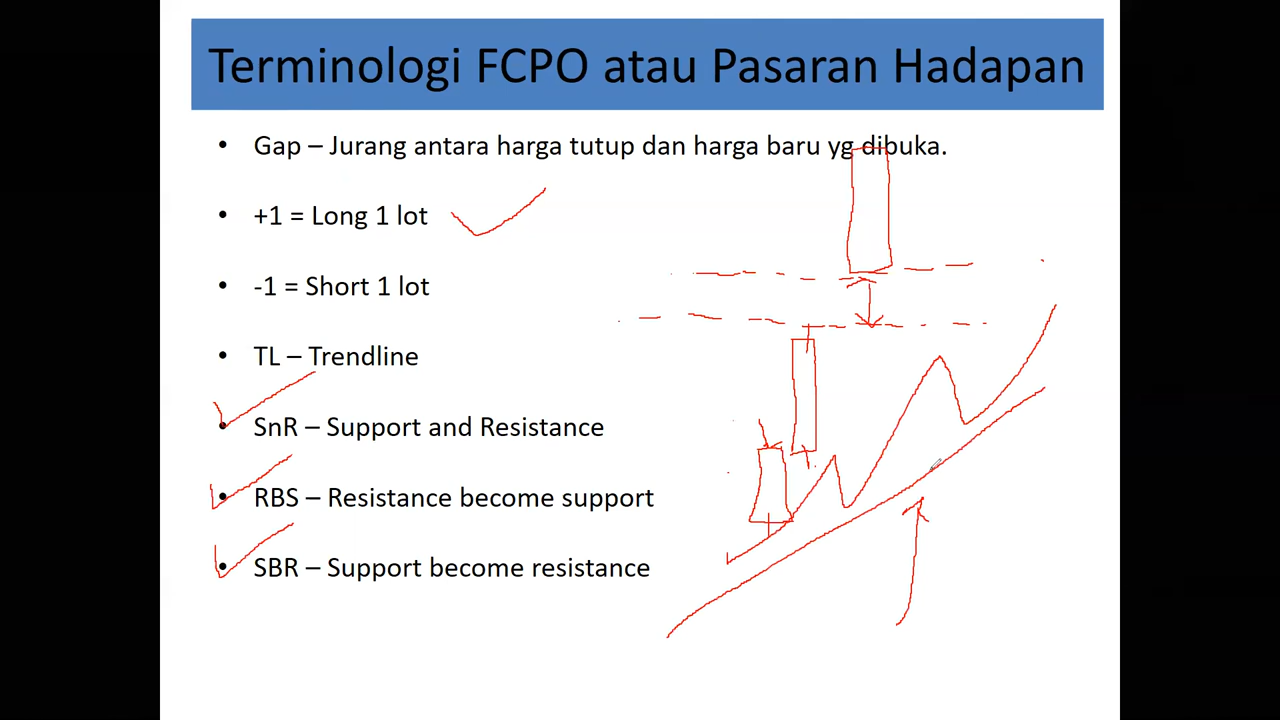 Terminologi FCPO atau Pasaran Hadapan
• Gap – Jurang antara harga tutup dan harga baru yg dibuka.
• +1 = Long 1 lot
• -1 = Short 1 lot
• TL – Trendline
• SnR – Support and Resistance
• RBS – Resistance become support
• SBR – Support become resistance